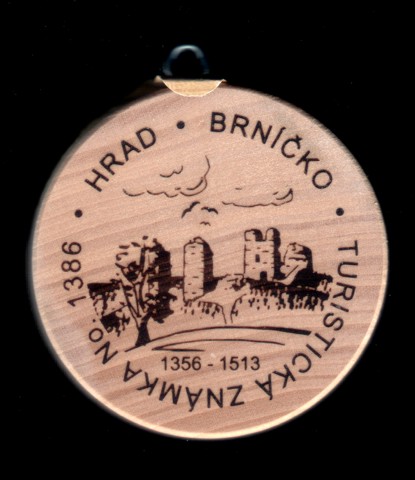 HRAD • BRNÍČKO • TURISTICKÁ ZNÁMKA No. 1386 •
1356 - 1513